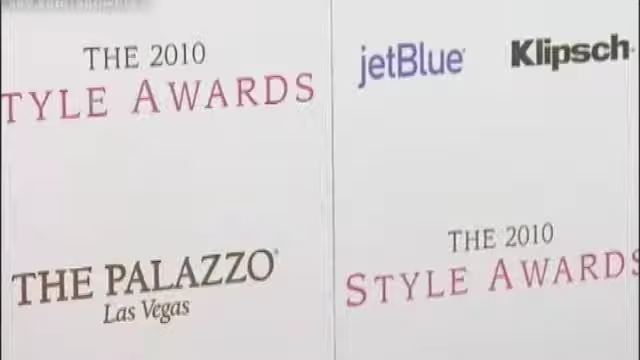 THE 2010
TYLE AWARDS
THE PALAZZO
Las Vegas
jetBlue
Klipsch
THE 2010
STYLE AWARDS